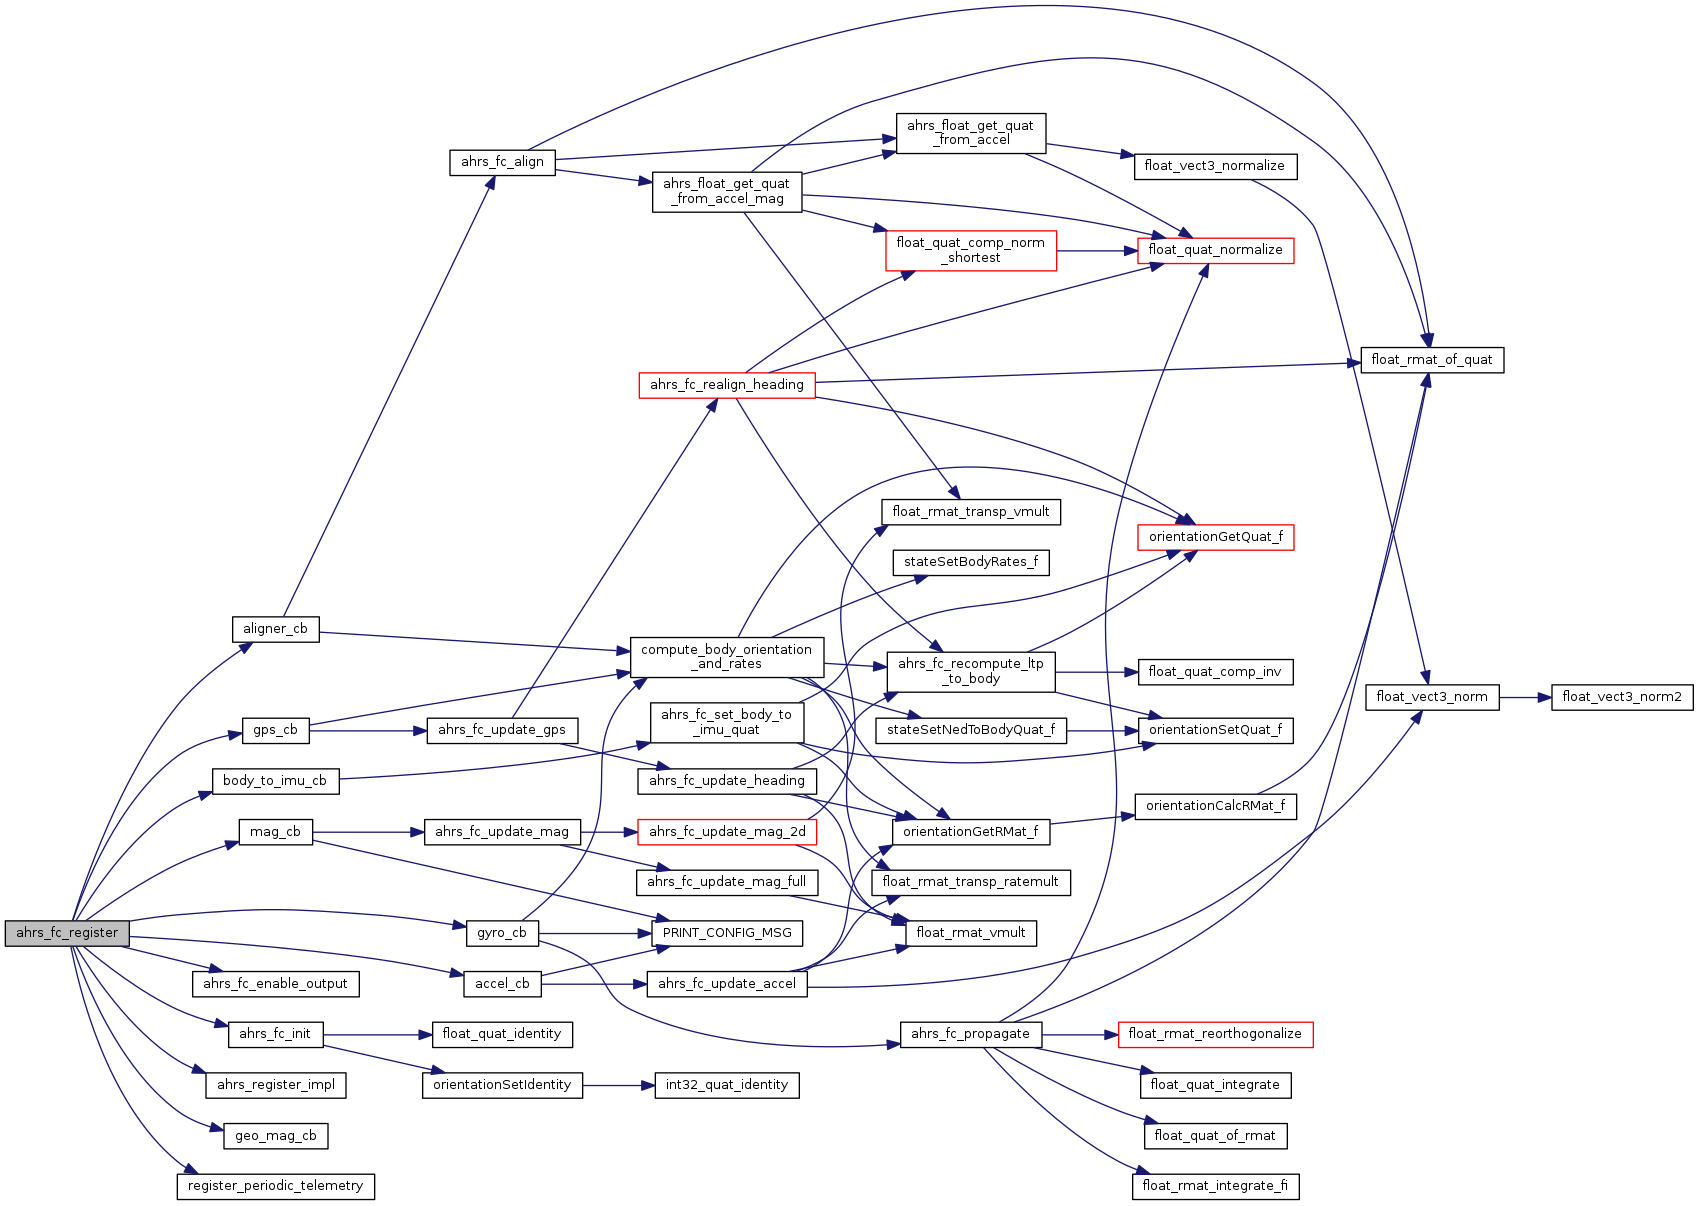 ahrs_fc_register
aligner_cb
gps_cb
body_to_imu_cb
mag_cb
gyro_cb
accel_cb
ahrs_fc_enable_output
ahrs_fc_init
ahrs_register_impl
geo_mag_cb
register_periodic_telemetry
ahrs_fc_align
ahrs_fc_update_gps
ahrs_fc_update_mag
float_quat_identity
orientationSetIdentity
ahrs_float_get_quat
_from_accel_mag
ahrs_fc_realign_heading
compute_body_orientation
_and_rates
ahrs_fc_set_body_to
_imu_quat
ahrs_fc_update_heading
ahrs_fc_update_mag_2d
ahrs_fc_update_mag_full
PRINT_CONFIG_MSG
ahrs_fc_update_accel
int32_quat_identity
ahrs_float_get_quat
_from_accel
float_quat_comp_norm
_shortest
float_rmat_transp_vmult
stateSetBodyRates_f
ahrs_fc_recompute_ltp
_to_body
stateSetNedToBodyQuat_f
orientationGetRMat_f
float_rmat_transp_ratemult
float_rmat_vmult
ahrs_fc_propagate
float_vect3_normalize
float_quat_normalize
orientationGetQuat_f
float_quat_comp_inv
orientationSetQuat_f
orientationCalcRMat_f
float_rmat_reorthogonalize
float_quat_integrate
float_quat_of_rmat
float_rmat_integrate_fi
float_rmat_of_quat
float_vect3_norm
float_vect3_norm2